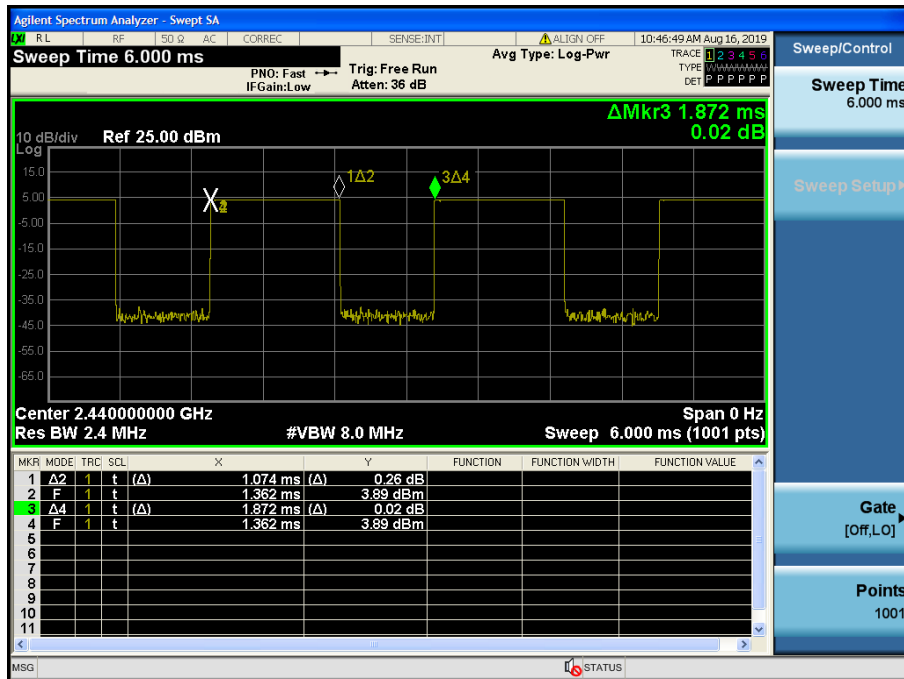 Agilent Spectrum Analyzer - Swept SA
LXI RL RF 50 Ω AC CORREC SENSE:INT ALIGN OFF 10:46:49 AM Aug 16, 2019
Sweep Time 6.000 ms
PNO: Fast
IFGain:Low
Trig: Free Run
Atten: 36 dB
Avg Type: Log-Pwr
TRACE 1 2 3 4 5 6
TYPE
DET P P P P P P
ΔMkr3 1.872 ms
0.02 dB
10 dB/div Ref 25.00 dBm
Log
15.0
5.00
-5.00
-15.0
-25.0
-35.0
-45.0
-55.0
-65.0
X2
1Δ2
3Δ4
Center 2.440000000 GHz Span 0 Hz
Res BW 2.4 MHz #VBW 8.0 MHz Sweep 6.000 ms (1001 pts)
MKR MODE TRC SCL X Y FUNCTION FUNCTION WIDTH FUNCTION VALUE
1 Δ2 1 t (Δ) 1.074 ms (Δ) 0.26 dB
2 F 1 t 1.362 ms 3.89 dBm
3 Δ4 1 t (Δ) 1.872 ms (Δ) 0.02 dB
4 F 1 t 1.362 ms 3.89 dBm
5
6
7
8
9
10
11
MSG STATUS
Sweep/Control
Sweep Time
6.000 ms
Sweep Setup
Gate
[Off,LO]
Points
1001